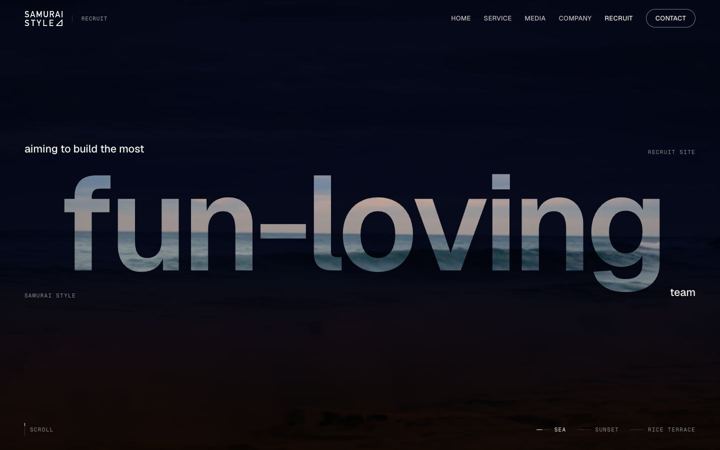 SAMURAI
STYLE
RECRUIT
HOME
SERVICE
MEDIA
COMPANY
RECRUIT
CONTACT
aiming to build the most
RECRUIT SITE
fun-loving
SAMURAI STYLE
team
SCROLL
SEA
SUNSET
RICE TERRACE